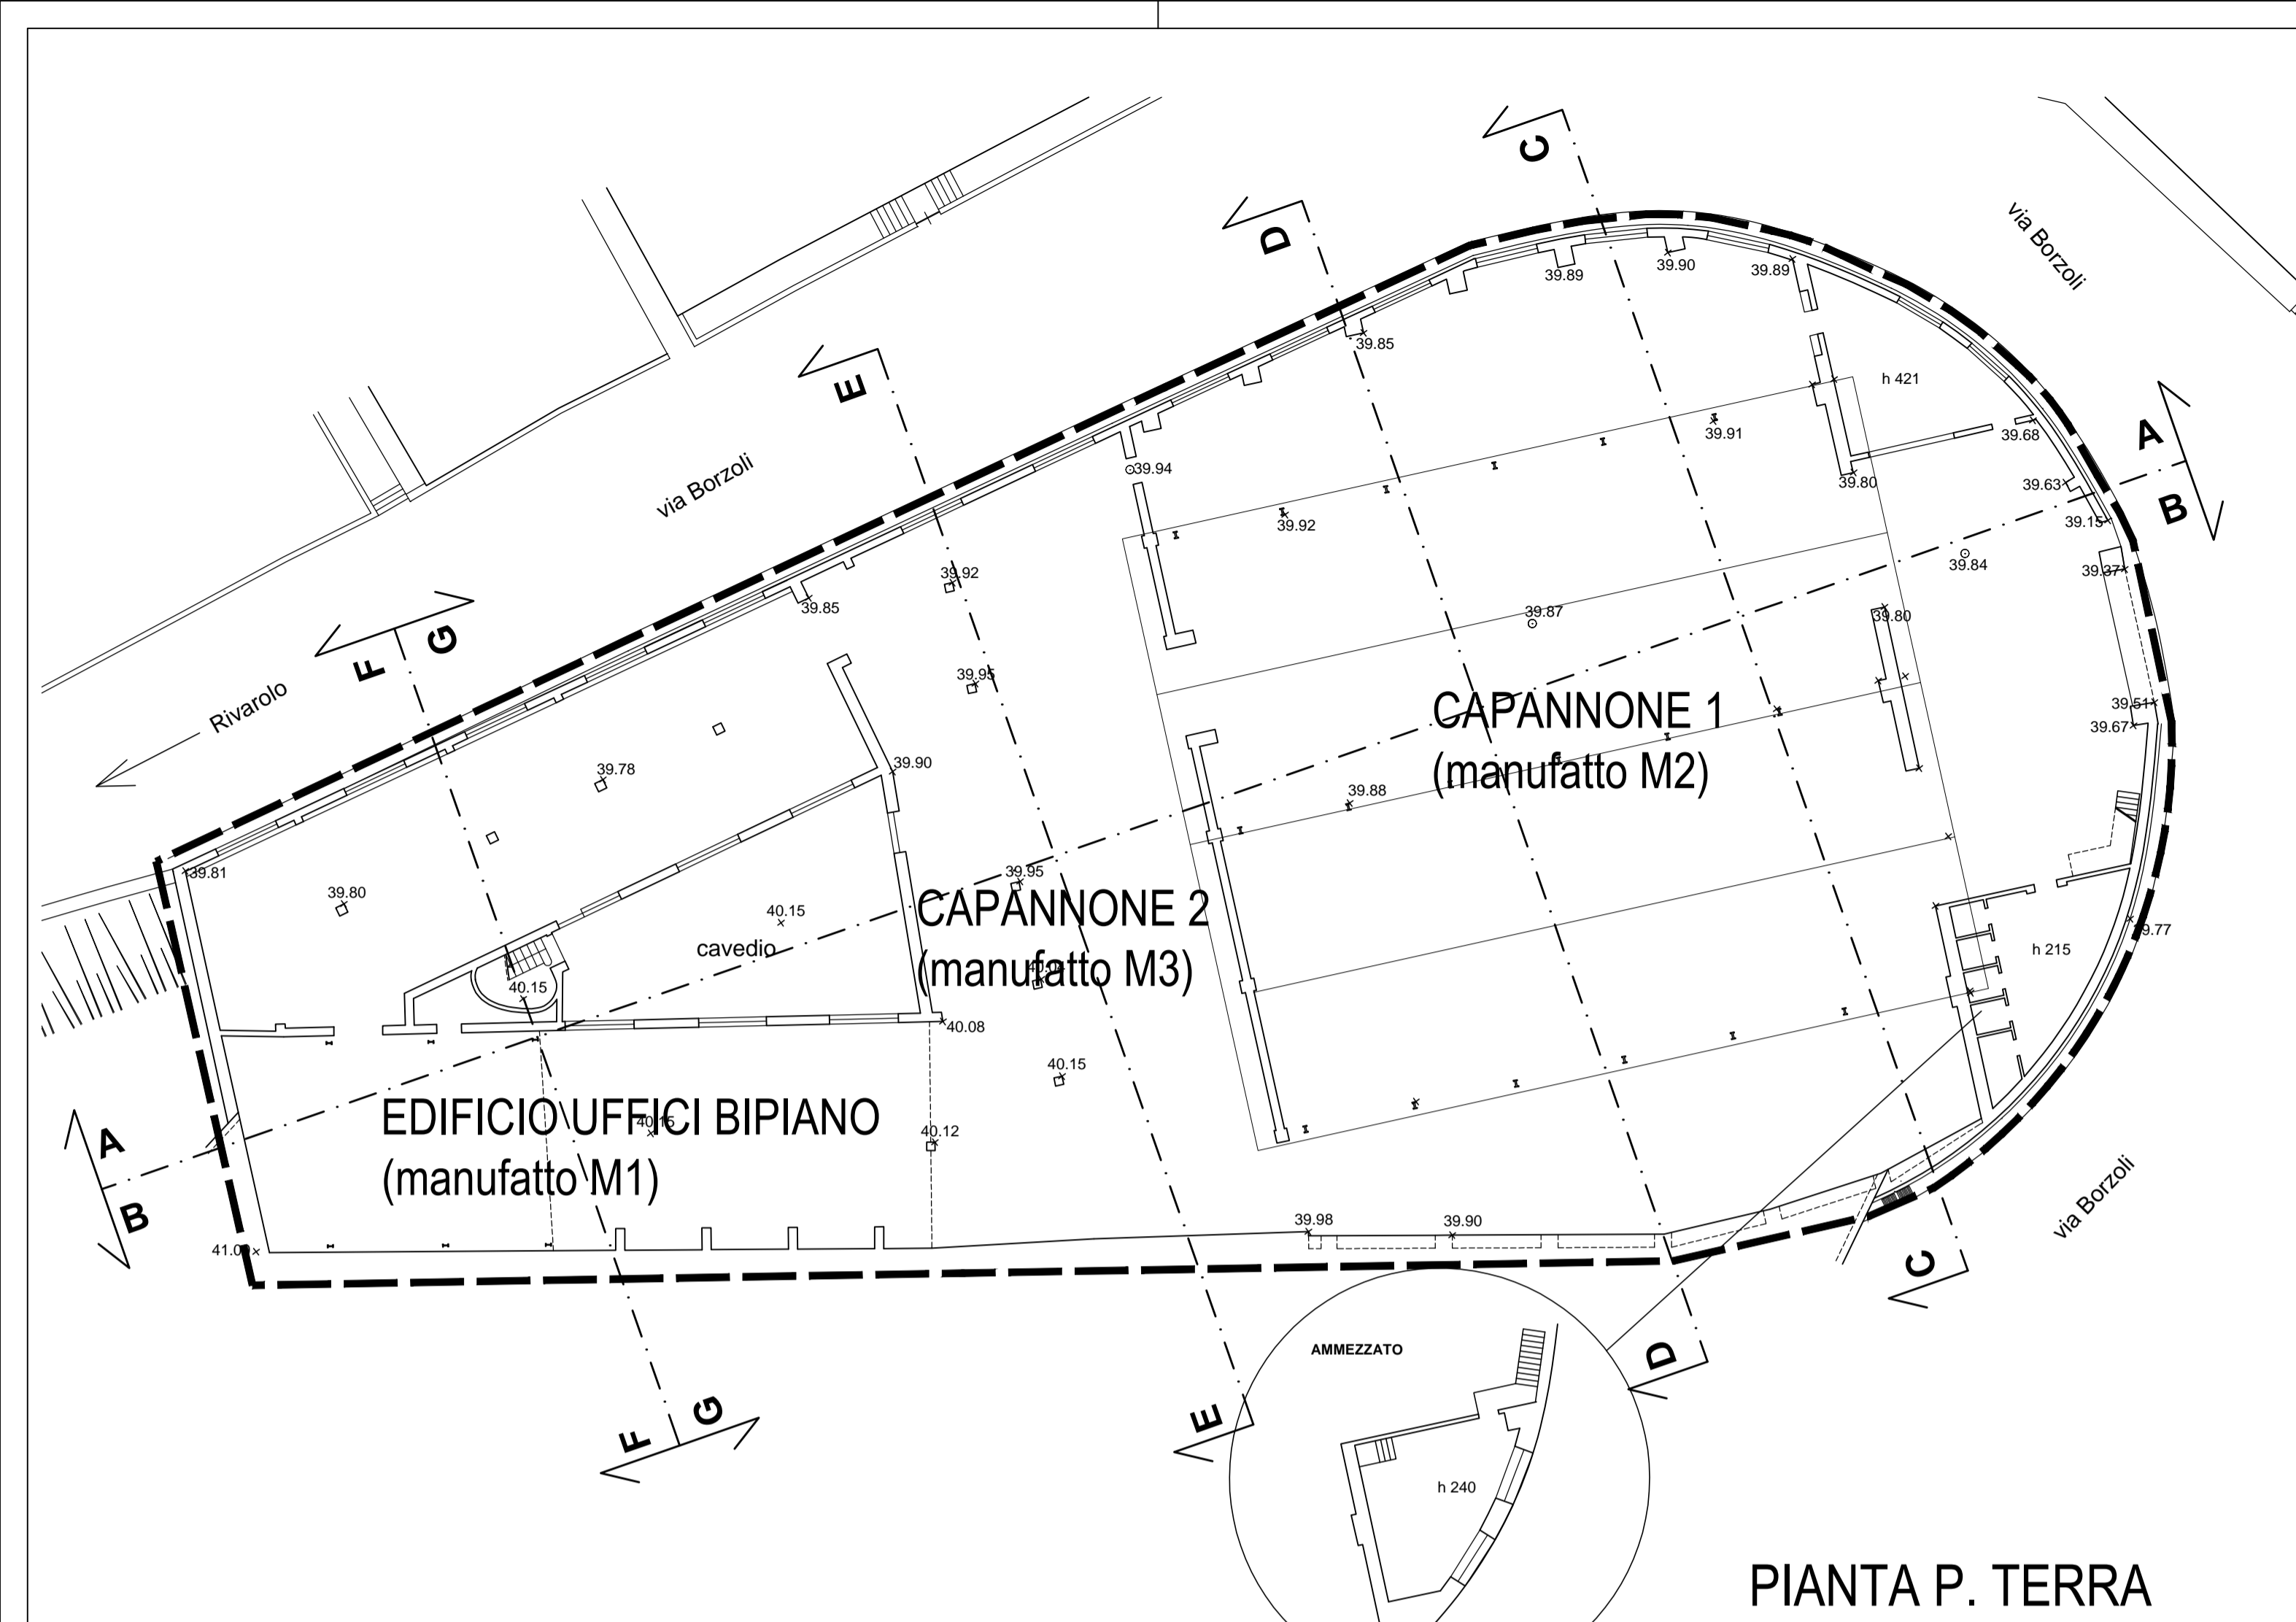 C
D
via Borzoli
39.89
39.90
39.89
39.85
E
h 421
A
39.91
39.68
via Borzoli
39.94
39.80
39.63
B
39.92
39.15
39.84
39.37
39.92
39.85
39.87
39.80
F
G
39.95
Rivarolo
39.51
39.67
CAPANNONE 1
(manufatto M2)
39.78
39.90
39.88
39.81
39.80
39.95
40.15
CAPANNONE 2
(manufatto M3)
cavedio
h 215
40.15
40.08
40.15
A
EDIFICIO UFFICI BIPIANO
(manufatto M1)
40.15
40.12
via Borzoli
B
39.98
39.90
C
AMMEZZATO
D
G
E
F
h 240
PIANTA P. TERRA